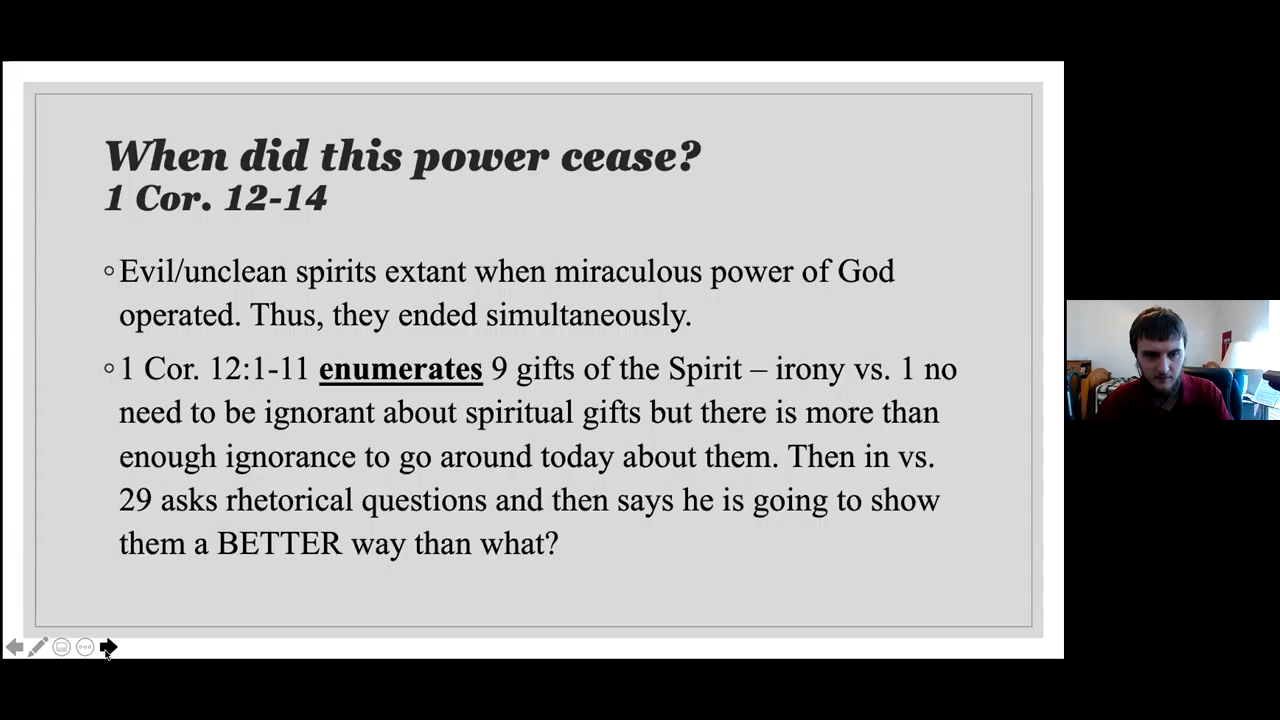 When did this power cease?
1 Cor. 12-14
◦Evil/unclean spirits extant when miraculous power of God
operated. Thus, they ended simultaneously.
◦1 Cor. 12:1-11 enumerates 9 gifts of the Spirit – irony vs. 1 no
need to be ignorant about spiritual gifts but there is more than
enough ignorance to go around today about them. Then in vs.
29 asks rhetorical questions and then says he is going to show
them a BETTER way than what?